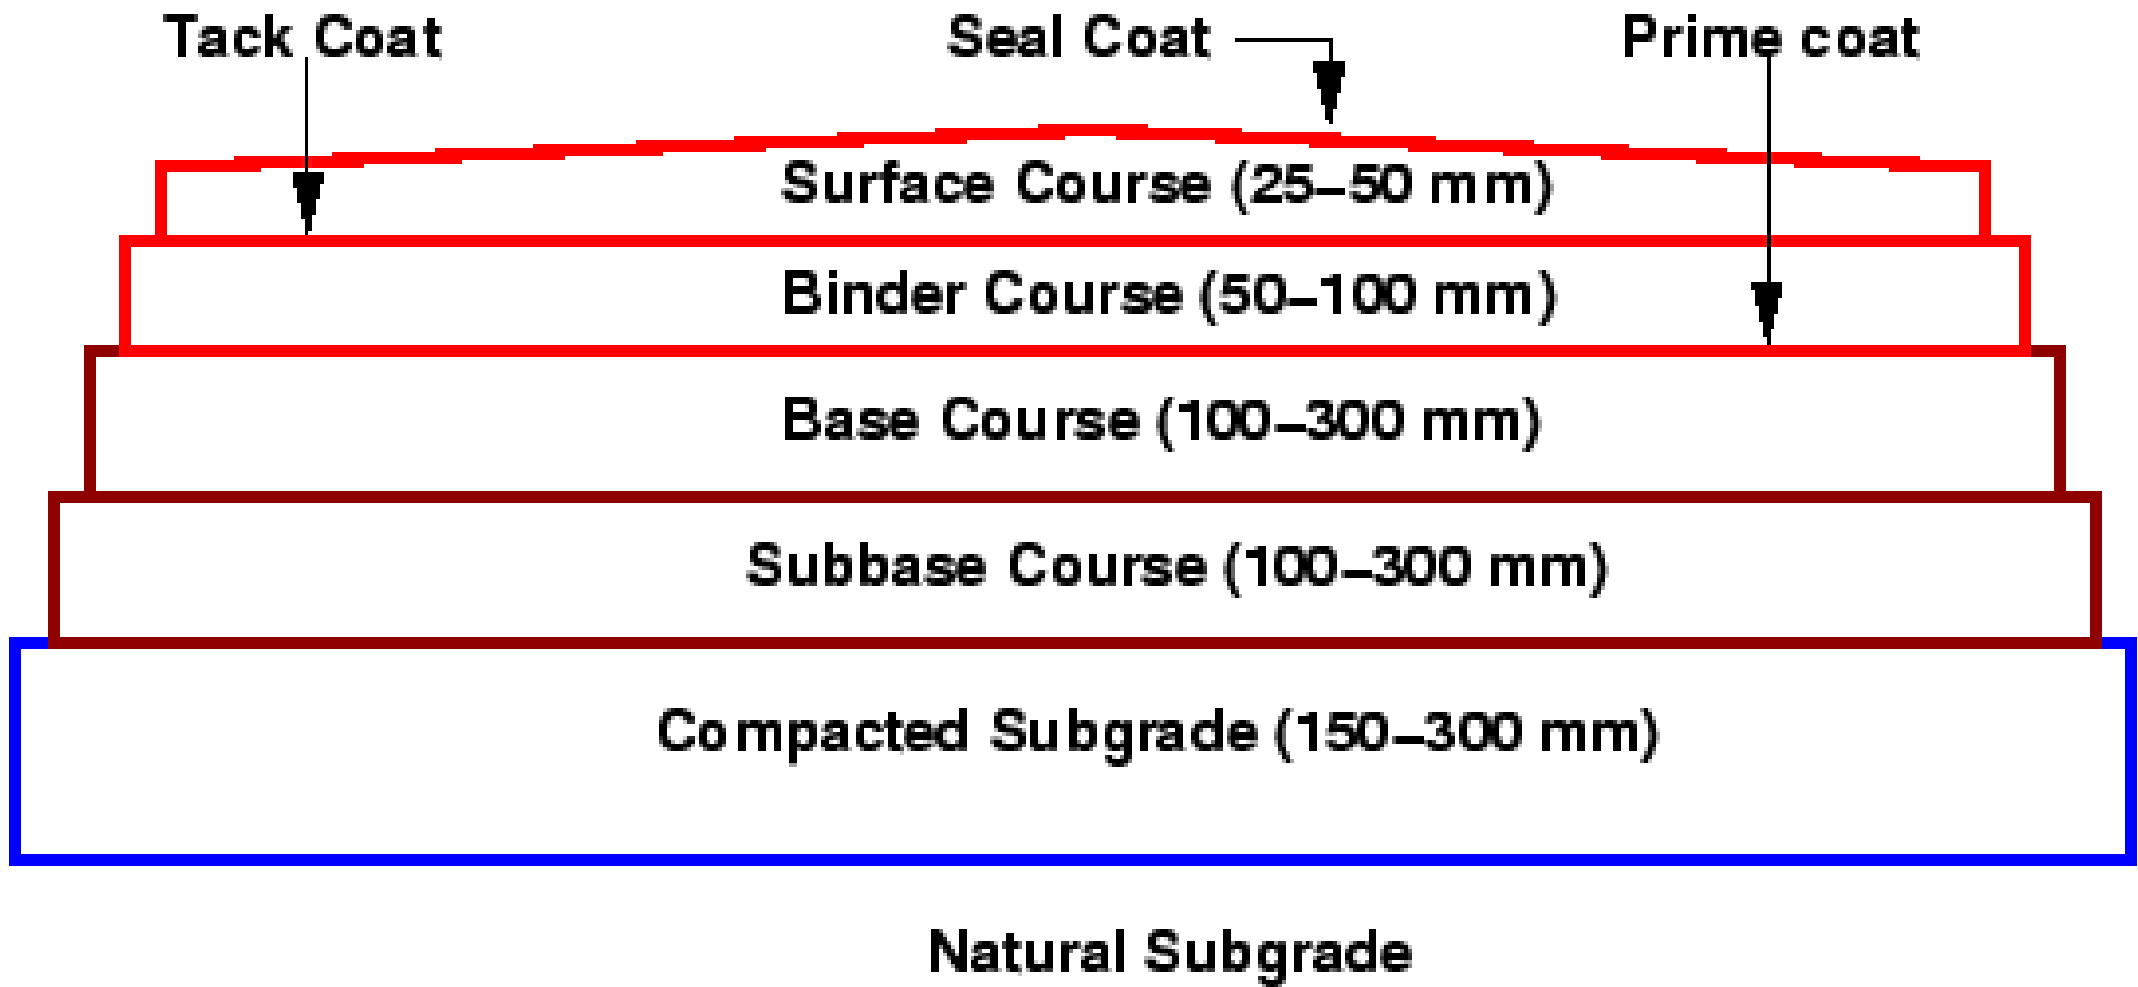 Tack Coat
Seal Coat
Prime coat
Surface Course (25–50 mm)
Binder Course (50–100 mm)
Base Course (100–300 mm)
Subbase Course (100–300 mm)
Compacted Subgrade (150–300 mm)
Natural Subgrade